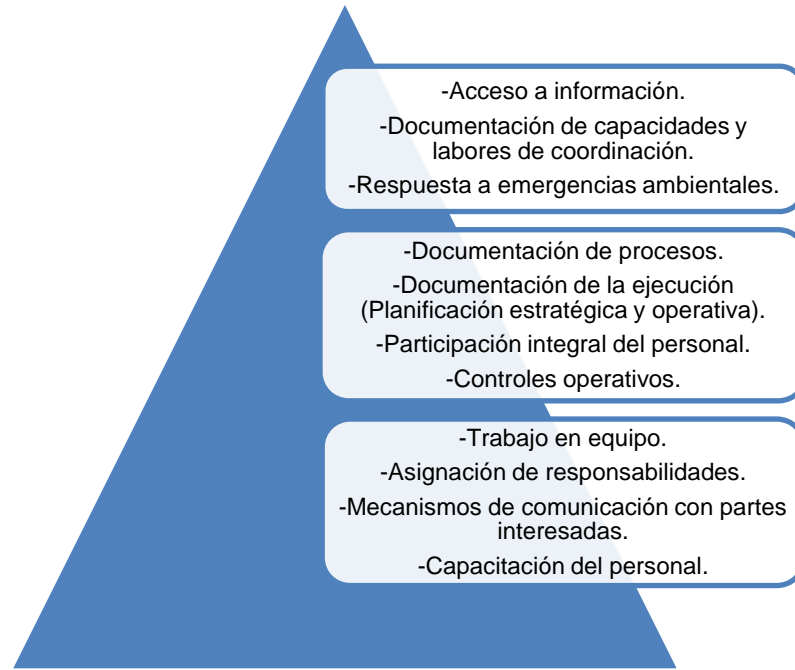 -Acceso a información.
-Documentación de capacidades y
labores de coordinación.
-Respuesta a emergencias ambientales.
-Documentación de procesos.
-Documentación de la ejecución
(Planificación estratégica y operativa).
-Participación integral del personal.
-Controles operativos.
-Trabajo en equipo.
-Asignación de responsabilidades.
-Mecanismos de comunicación con partes
interesadas.
-Capacitación del personal.